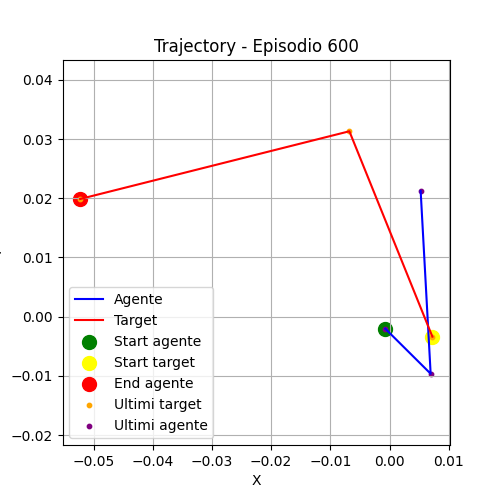 Trajectory - Episodio 600
0.04
0.03
0.02
0.01
0.00
−0.01
−0.02
Agente
Target
Start agente
Start target
End agente
Ultimi target
Ultimi agente
−0.05 −0.04 −0.03 −0.02 −0.01 0.00 0.01
X